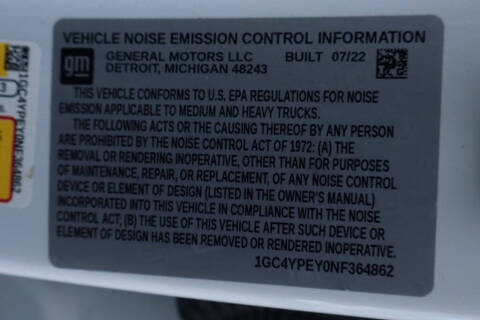 VEHICLE NOISE EMISSION CONTROL INFORMATION
gm
GENERAL MOTORS LLC BUILT 07/22
DETROIT, MICHIGAN 48243
THIS VEHICLE CONFORMS TO U.S. EPA REGULATIONS FOR NOISE
EMISSION APPLICABLE TO MEDIUM AND HEAVY TRUCKS.
THE FOLLOWING ACTS OR THE CAUSING THEREOF BY ANY PERSON
ARE PROHIBITED BY THE NOISE CONTROL ACT OF 1972: (A) THE
REMOVAL OR RENDERING INOPERATIVE, OTHER THAN FOR PURPOSES
OF MAINTENANCE, REPAIR, OR REPLACEMENT, OF ANY NOISE CONTROL
DEVICE OR ELEMENT OF DESIGN (LISTED IN THE OWNER'S MANUAL)
INCORPORATED INTO THIS VEHICLE IN COMPLIANCE WITH THE NOISE
CONTROL ACT; (B) THE USE OF THIS VEHICLE AFTER SUCH DEVICE OR
ELEMENT OF DESIGN HAS BEEN REMOVED OR RENDERED INOPERATIVE.
1GC4YPEY0NF364862
1GC4YPEY0NF364862